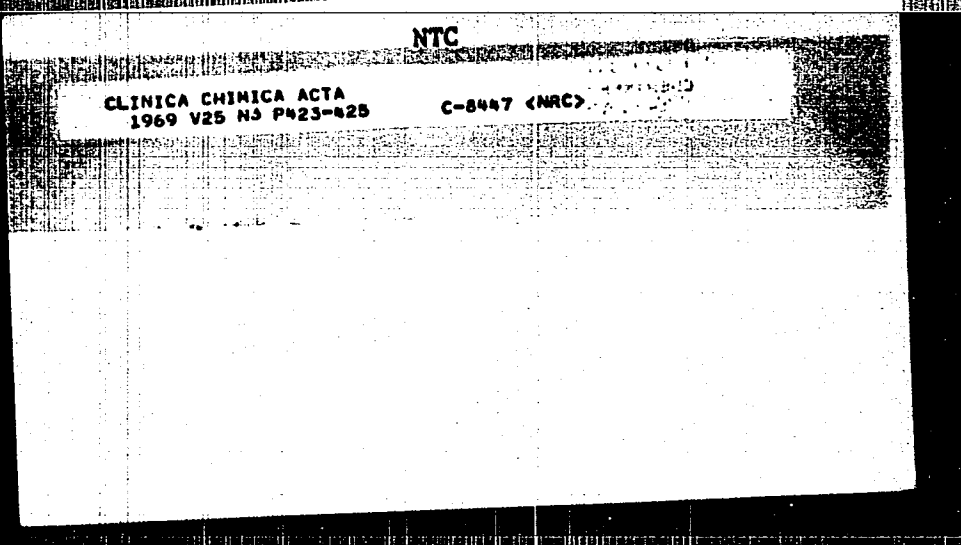 NTC
CLINICA CHIMICA ACTA
1969 V25 N3 P423-425
C-8447 <NRC>